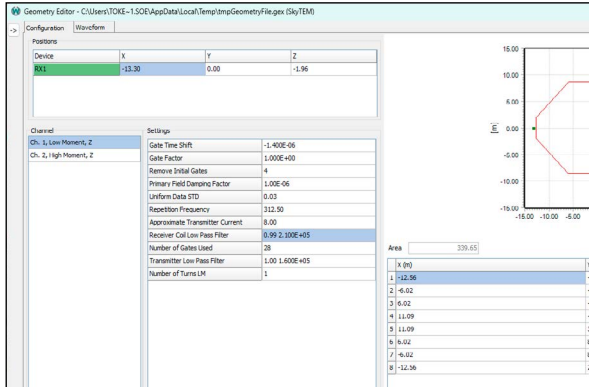 Geometry Editor - C:\Users\TOKE~1.SOE\AppData\Local\Temp\tmpGeometryFile.gex (SkyTEM)
->
Configuration Waveform
Positions
Device X Y Z
RX1 -13.30 0.00 -1.96
Channel
Ch. 1, Low Moment, Z
Ch. 2, High Moment, Z
Settings
Gate Time Shift -1.400E-06
Gate Factor 1.000E+00
Remove Initial Gates 4
Primary Field Damping Factor 1.00E-06
Uniform Data STD 0.03
Repetition Frequency 312.50
Approximate Transmitter Current 8.00
Receiver Coil Low Pass Filter 0.99 2.100E+05
Number of Gates Used 28
Transmitter Low Pass Filter 1.00 1.600E+05
Number of Turns LM 1
[m]
15.00
10.00
5.00
-5.00
-10.00
-15.00
-15.00 -10.00 -5.00
Area 339.65
X (m)
1 -12.56
2 -6.02
3 6.02
4 11.09
5 11.09
6 6.02
7 -6.02
8 -12.56